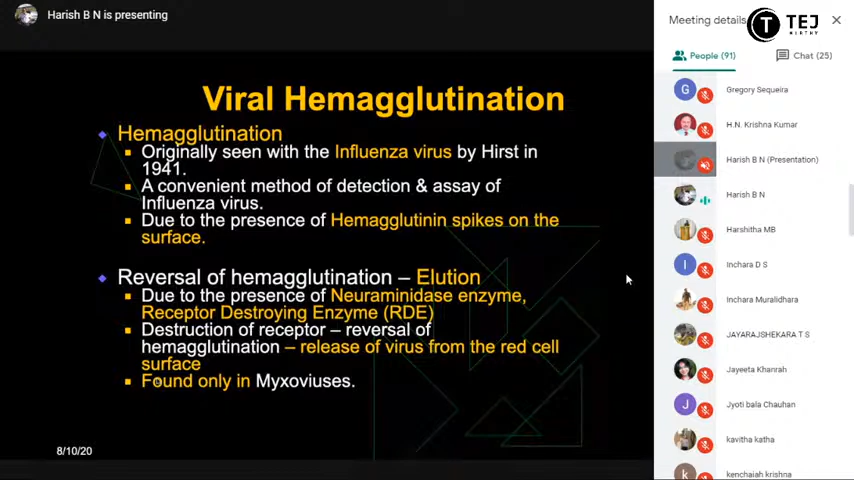 Harish B N is presenting
Meeting details
TEJ
KIRTHY
People (91)
Chat (25)
Viral Hemagglutination
Hemagglutination
Originally seen with the Influenza virus by Hirst in
1941.
A convenient method of detection & assay of
Influenza virus.
Due to the presence of Hemagglutinin spikes on the
surface.
Reversal of hemagglutination – Elution
Due to the presence of Neuraminidase enzyme,
Receptor Destroying Enzyme (RDE)
Destruction of receptor – reversal of
hemagglutination – release of virus from the red cell
surface
Found only in Myxoviuses.
8/10/20
G
Gregory Sequeira
H.N. Krishna Kumar
Harish B N (Presentation)
Harish B N
Harshitha MB
I
Inchara D S
Inchara Muralidhara
JAYARAJSHEKARA T S
Jayeeta Khanrah
J
Jyoti bala Chauhan
kavitha katha
k
kenchaiah krishna